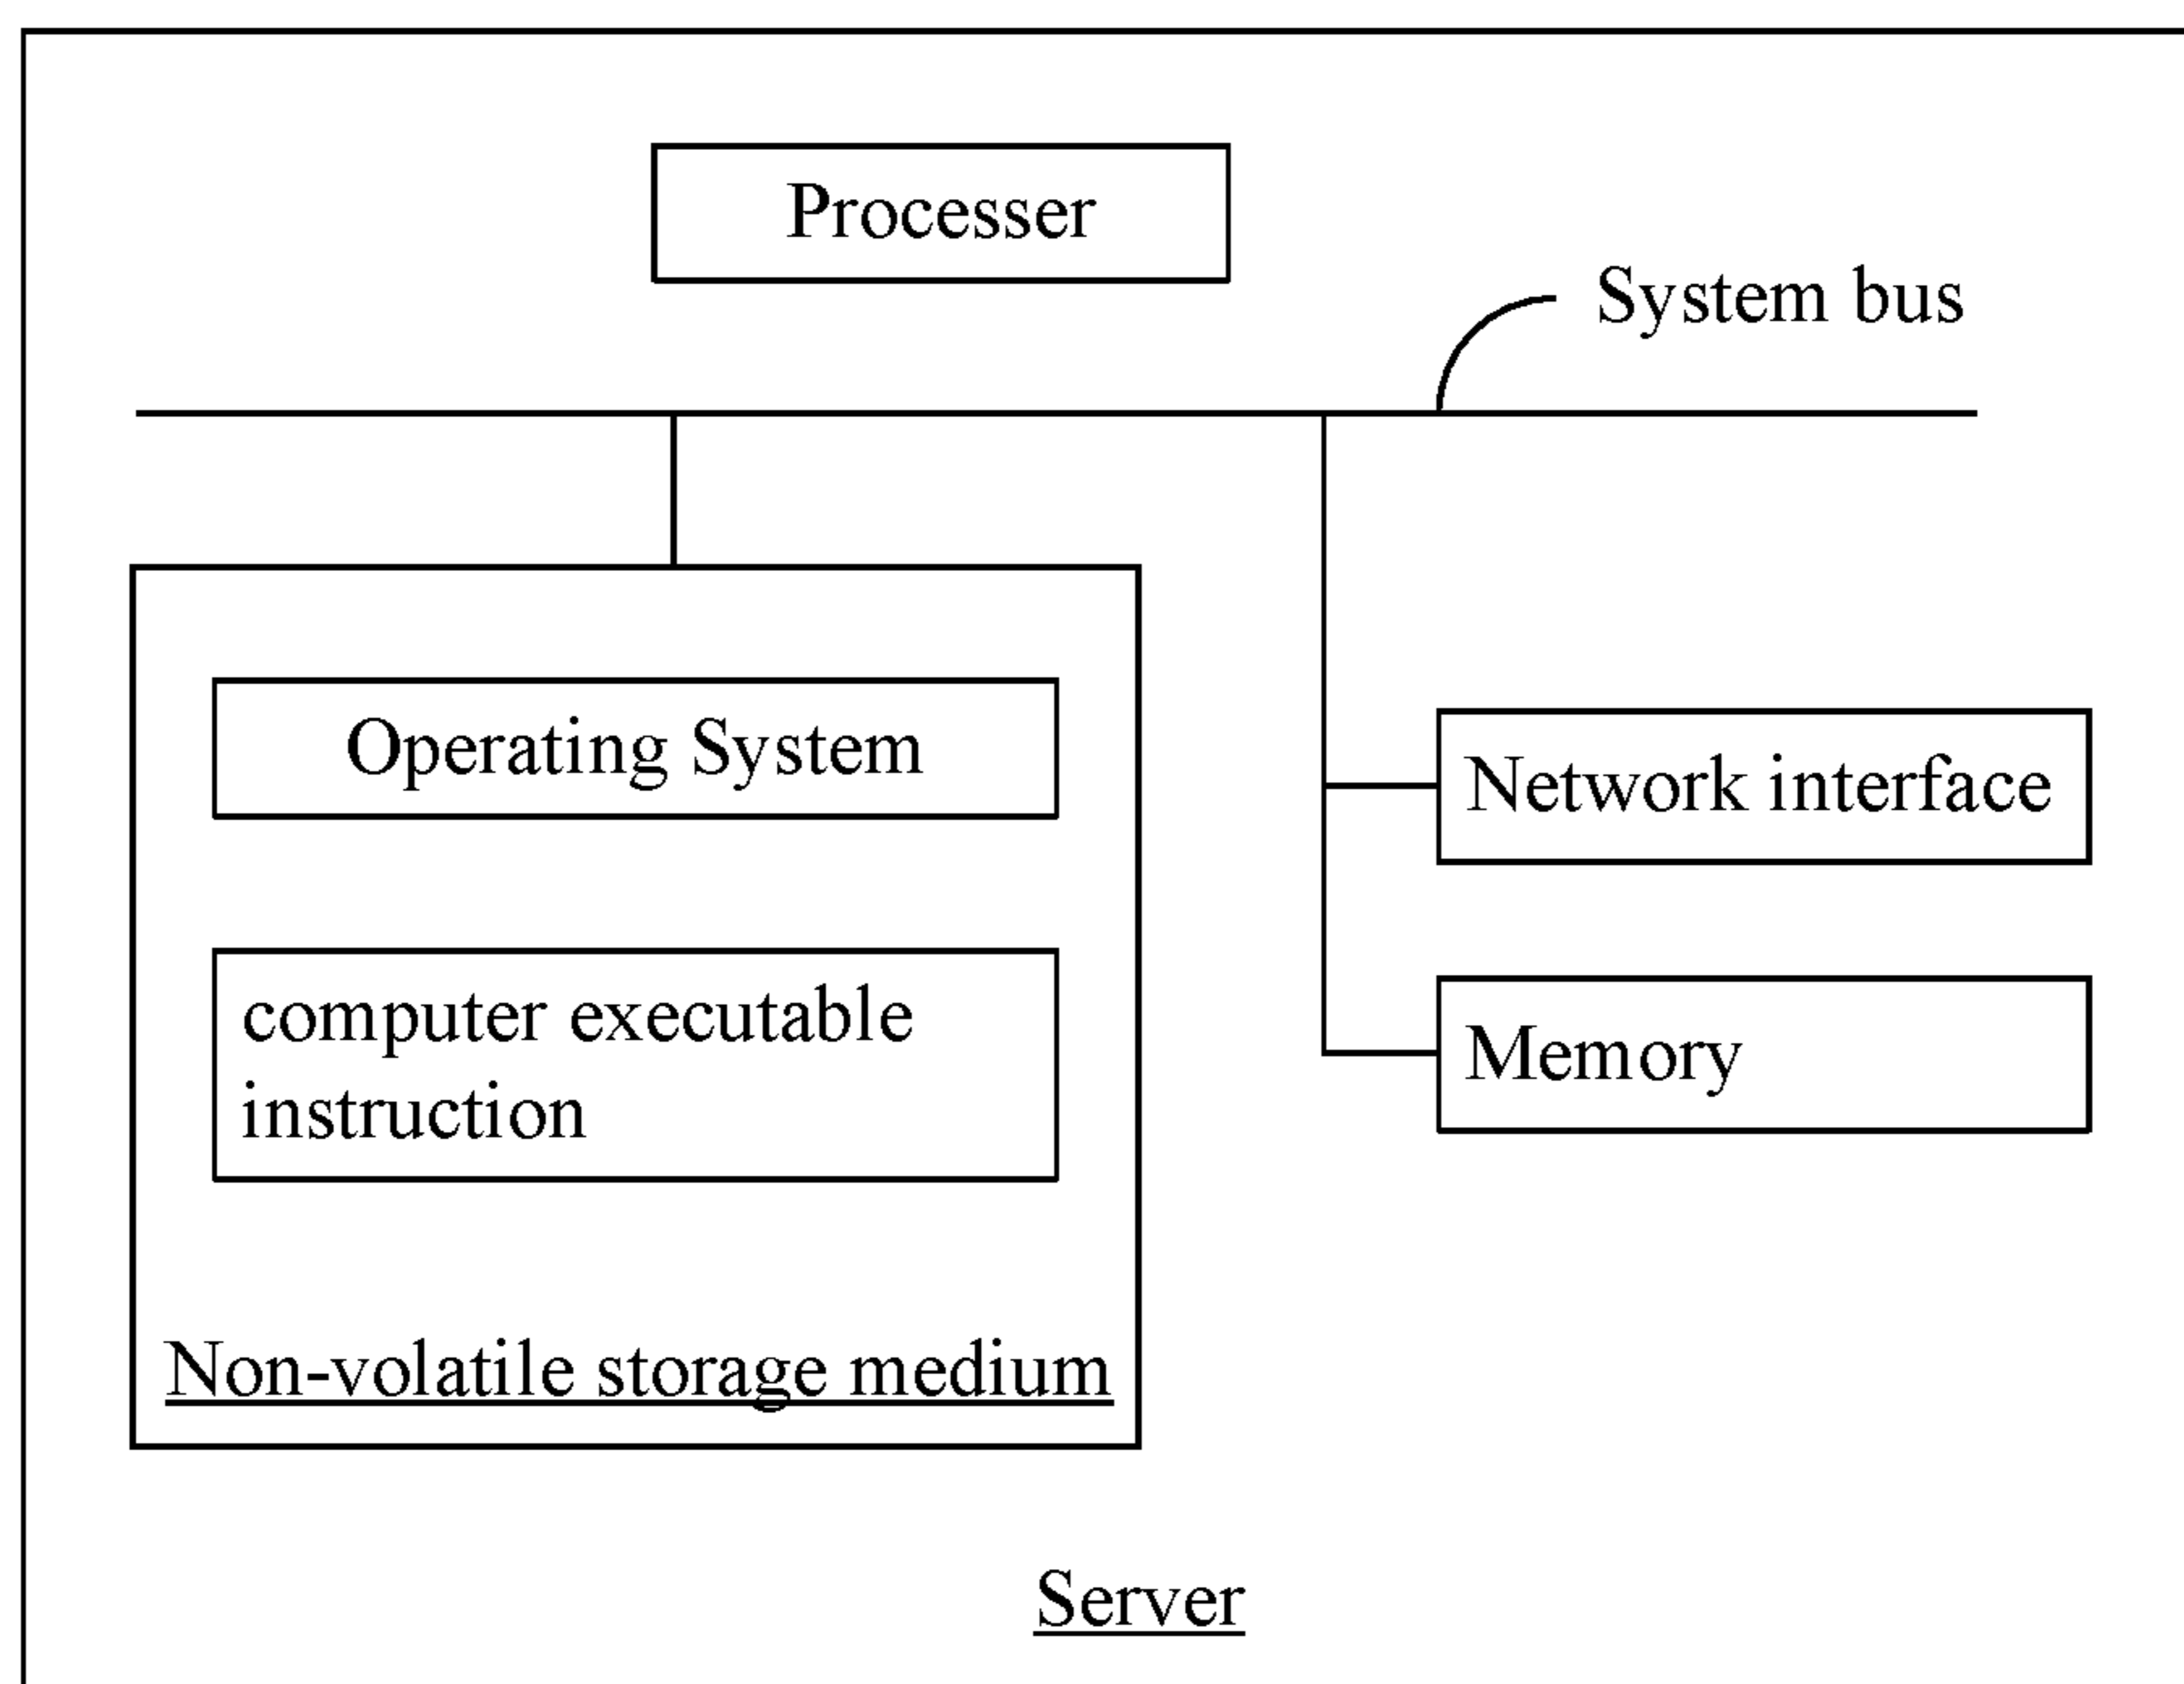 Processer
System bus
Operating System
Network interface
computer executable
instruction
Memory
Non-volatile storage medium
Server